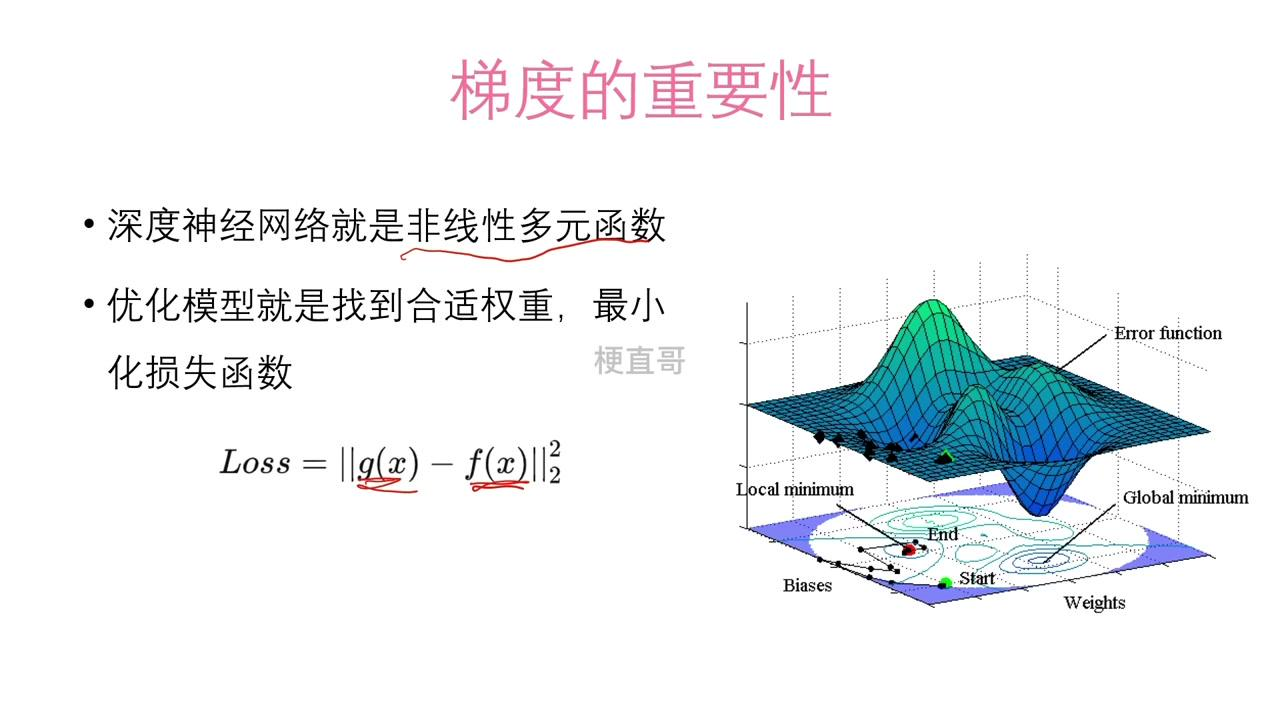 梯度的重要性
• 深度神经网络就是非线性多元函数
• 优化模型就是找到合适权重，最小
化损失函数
梗直哥
Loss = ||g(x) − f(x)||₂²
Error function
Local minimum
Global minimum
End
Start
Biases
Weights